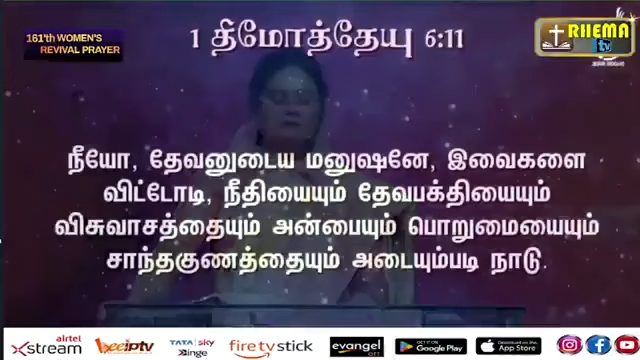 161'th WOMEN'S
REVIVAL PRAYER
1 தீமோத்தேயு 6:11
RHEMA
tv
நீயோ, தேவனுடைய மனுஷனே, இவைகளை
விட்டோடி, நீதியையும் தேவபக்தியையும்
விசுவாசத்தையும் அன்பையும் பொறுமையையும்
சாந்தகுணத்தையும் அடையும்படி நாடு.
airtel
Xstream
Beeiptv
TATA sky
Binge
fire tv stick
evangel
ott
GET IT ON
Google Play
Download on the
App Store